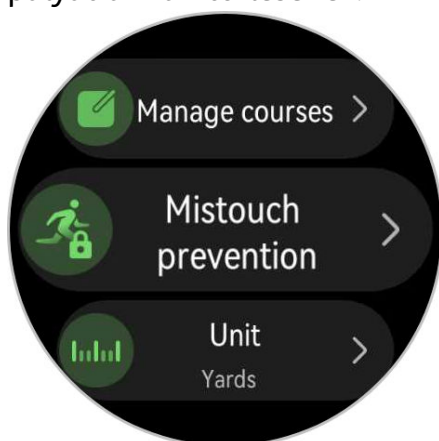 Manage courses
Mistouch
prevention
Unit
Yards